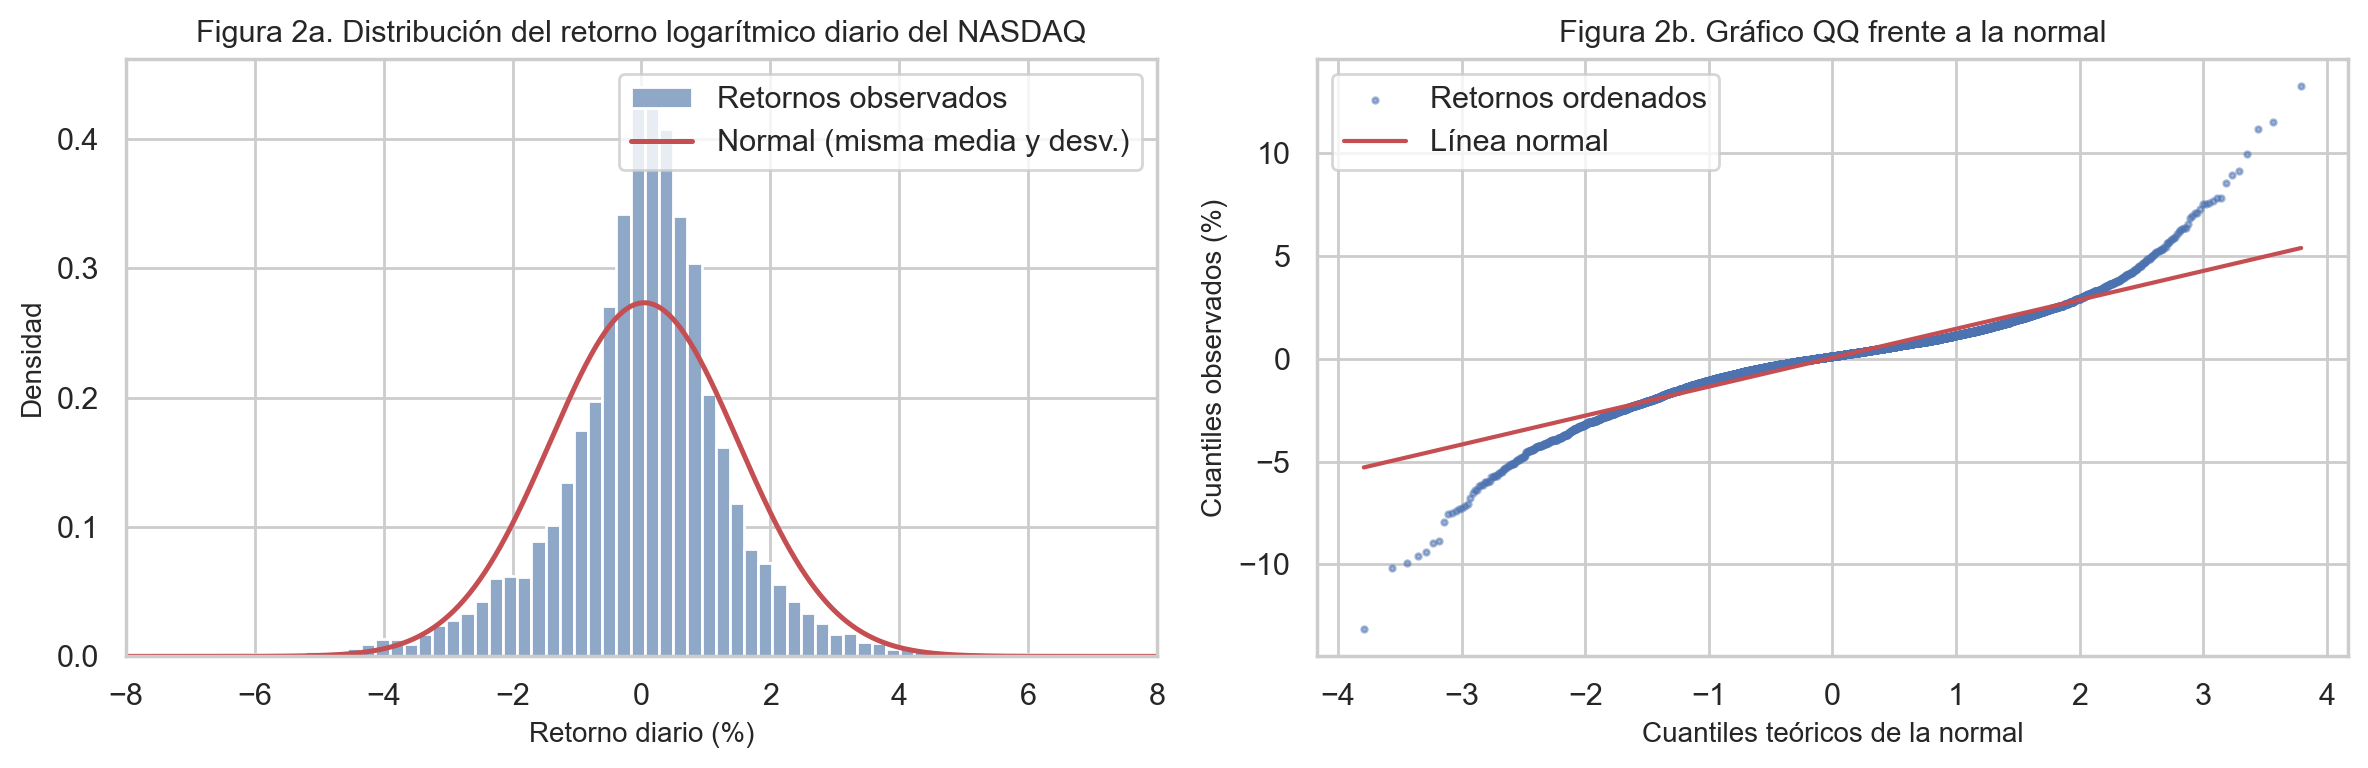 Figura 2a. Distribución del retorno logarítmico diario del NASDAQ
Retornos observados
Normal (misma media y desv.)
Densidad
0.4
0.3
0.2
0.1
0.0
−8 −6 −4 −2 0 2 4 6 8
Retorno diario (%)
Figura 2b. Gráfico QQ frente a la normal
Retornos ordenados
Línea normal
Cuantiles observados (%)
10
5
0
−5
−10
−4 −3 −2 −1 0 1 2 3 4
Cuantiles teóricos de la normal